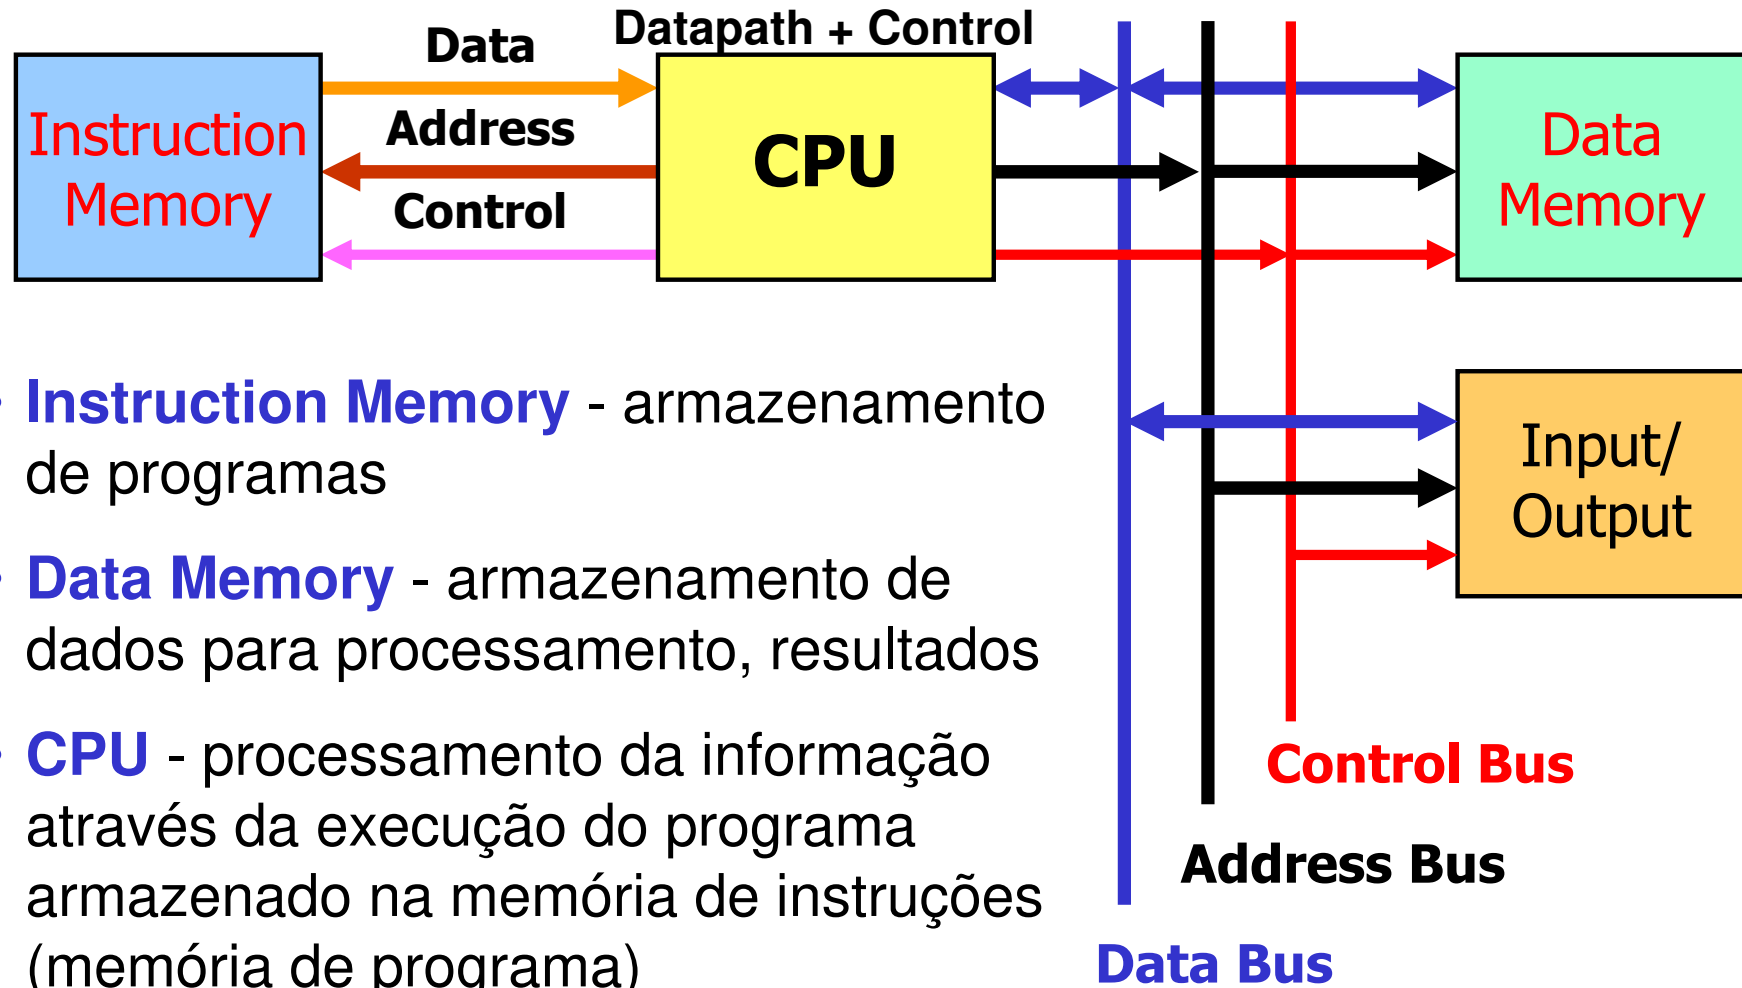 Datapath + Control
Data
Address
Control
Instruction
Memory
CPU
Data
Memory
Input/
Output
• Instruction Memory - armazenamento
de programas
• Data Memory - armazenamento de
dados para processamento, resultados
• CPU - processamento da informação
através da execução do programa
armazenado na memória de instruções
(memória de programa)
Control Bus
Address Bus
Data Bus